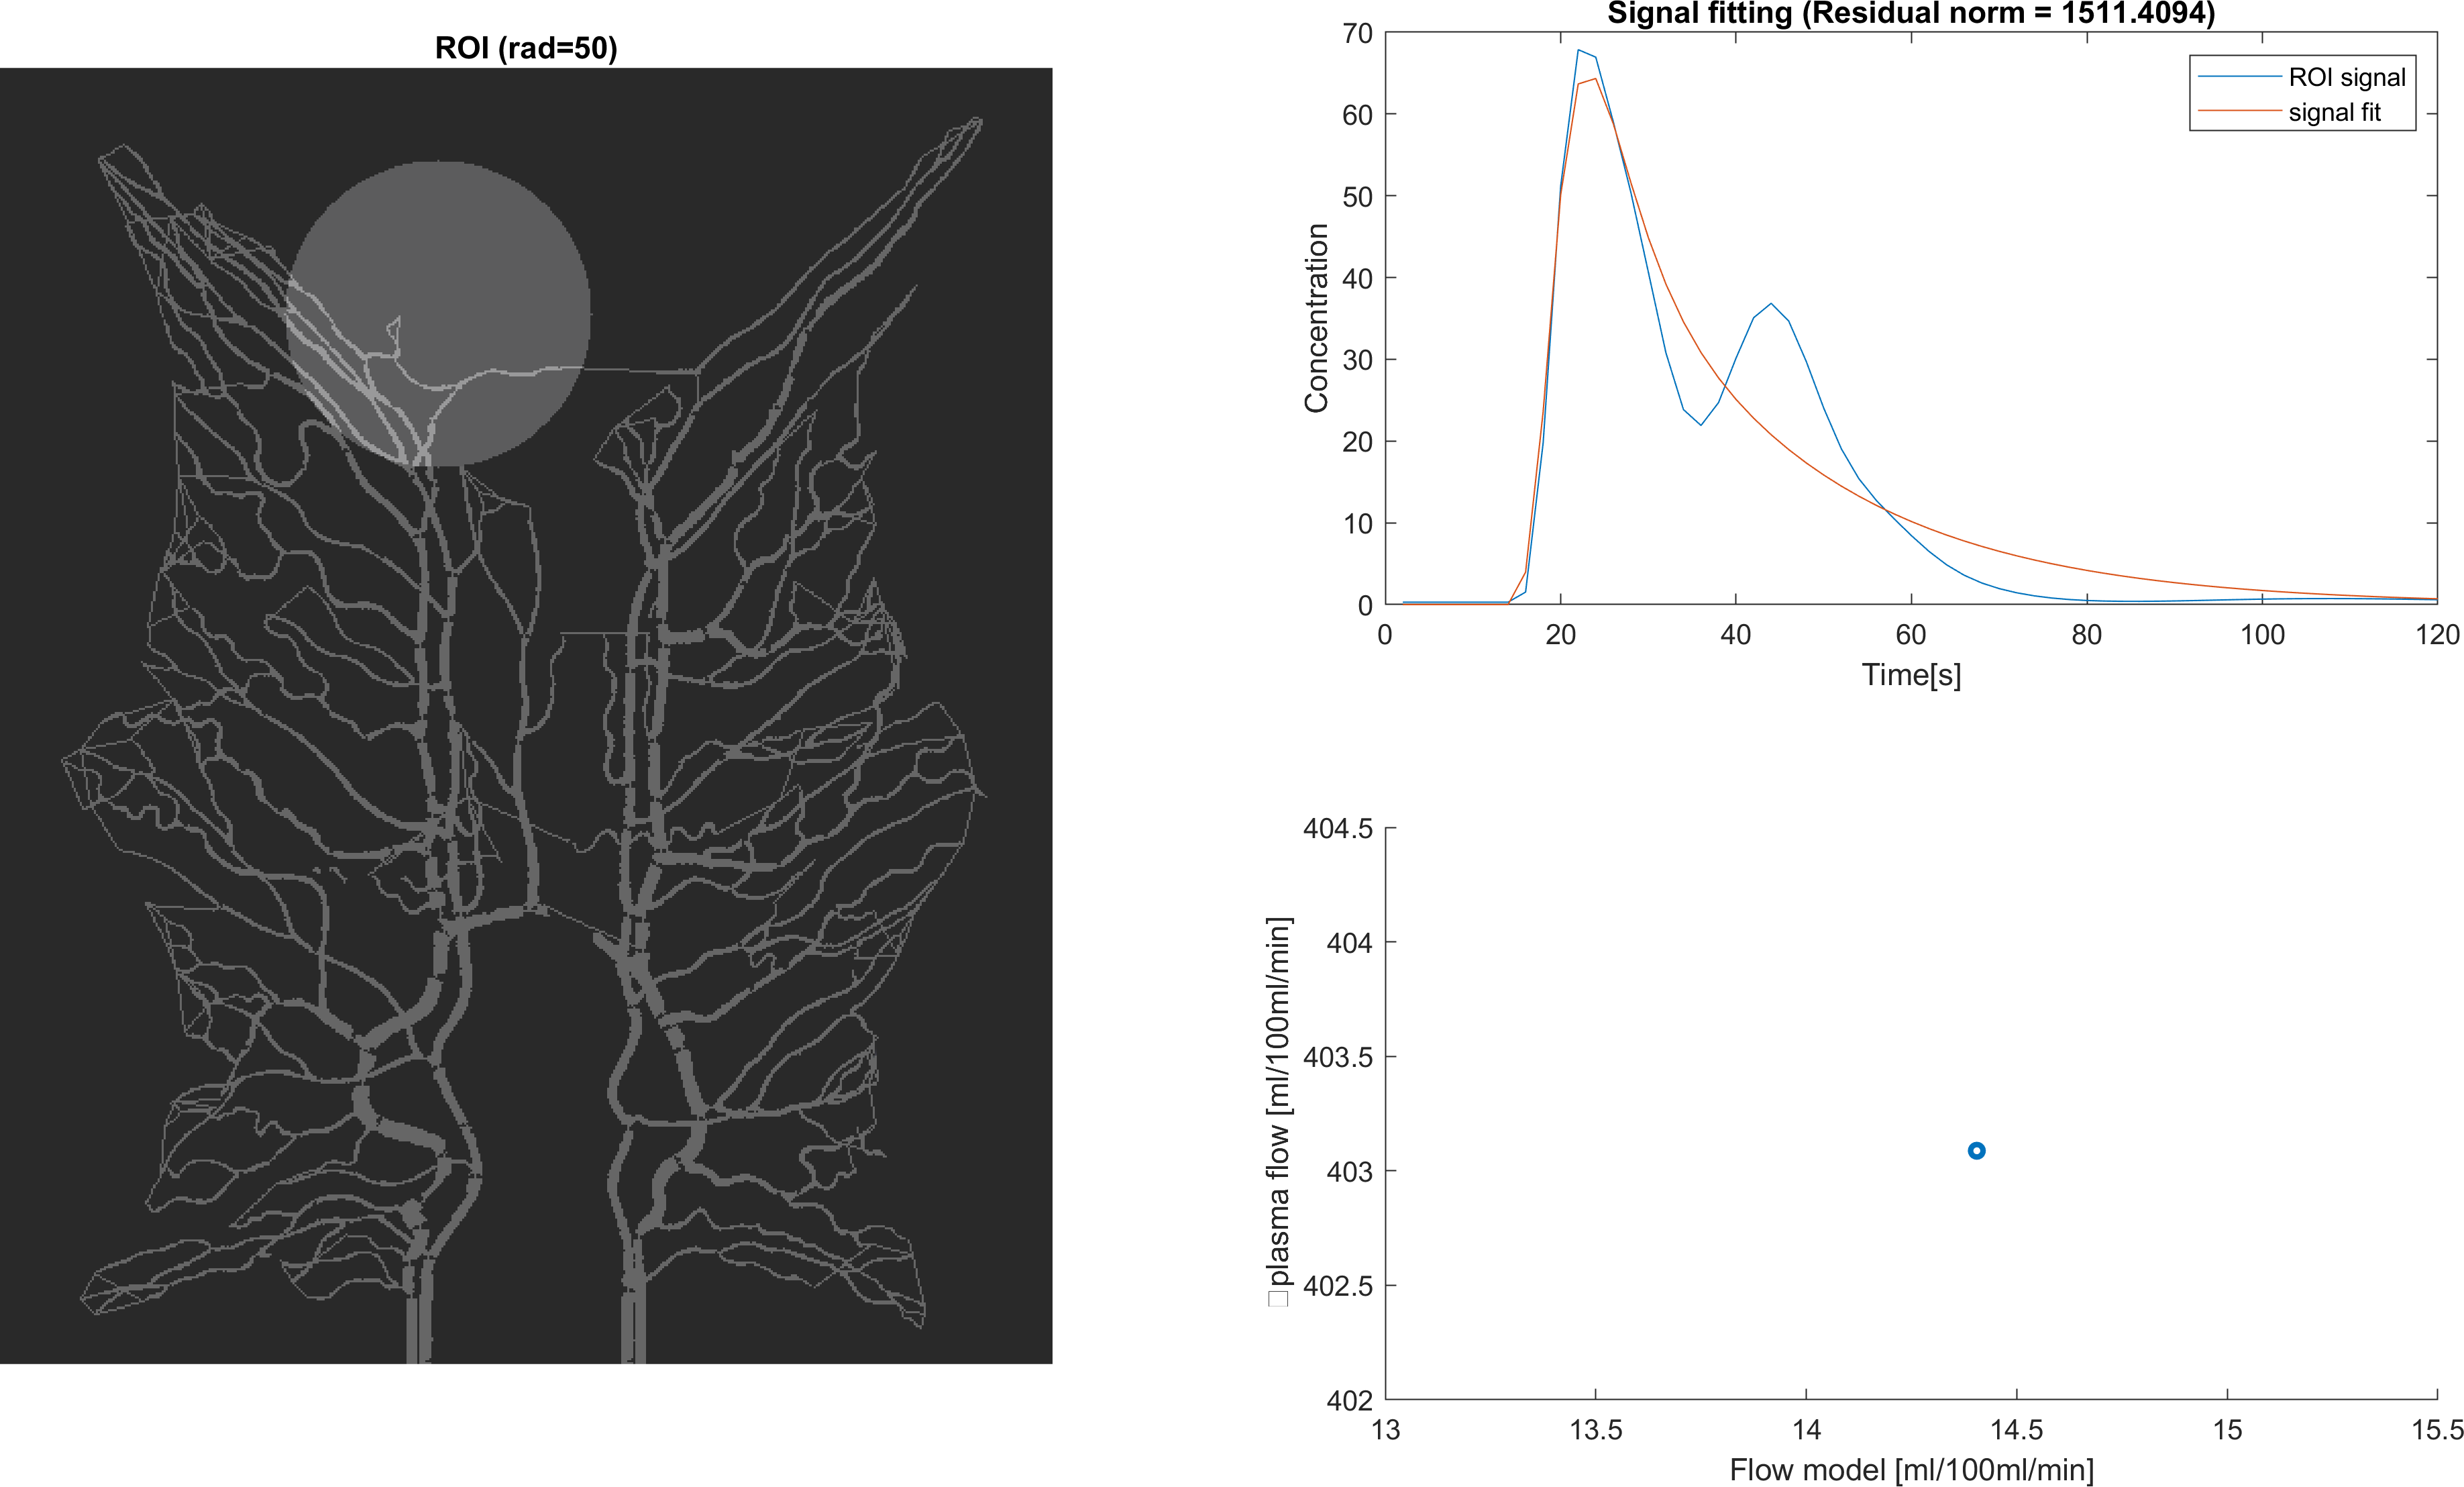 ROI (rad=50)
Signal fitting (Residual norm = 1511.4094)
70
60
50
40
30
20
10
0
Concentration
ROI signal
signal fit
0 20 40 60 80 100 120
Time[s]
404.5
404
403.5
403
402.5
402
□plasma flow [ml/100ml/min]
13 13.5 14 14.5 15 15.5
Flow model [ml/100ml/min]